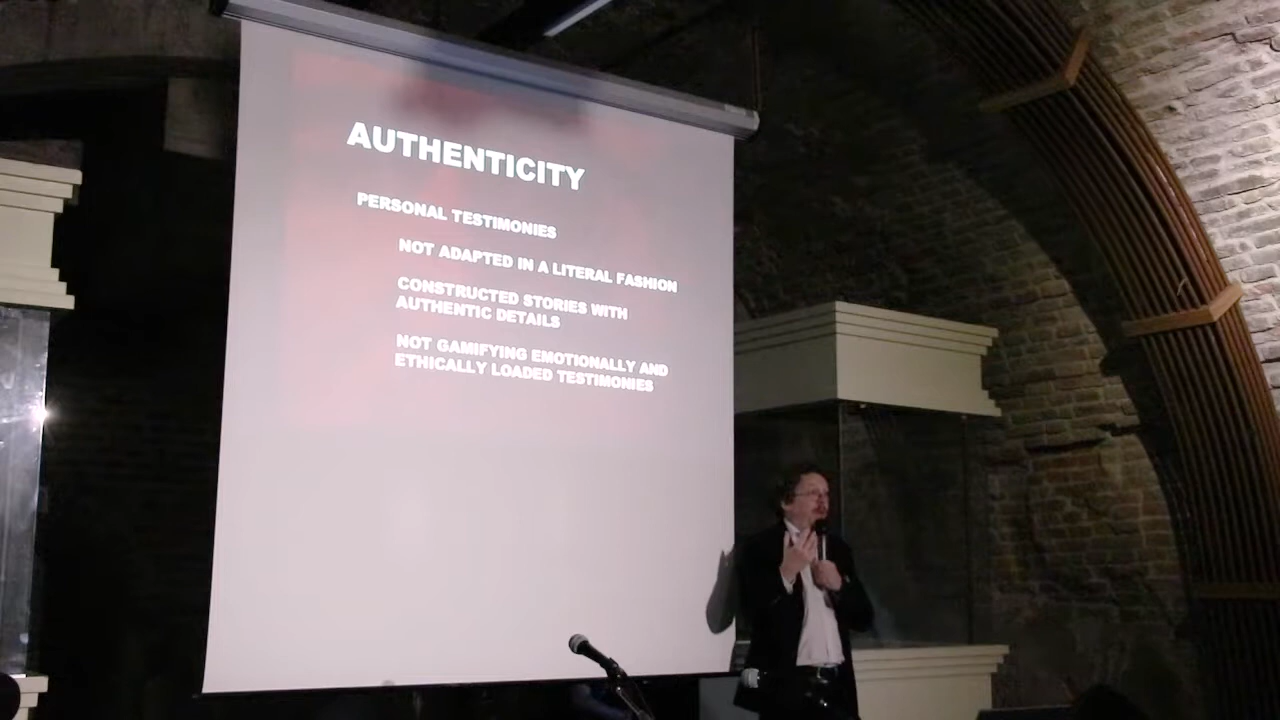 AUTHENTICITY
PERSONAL TESTIMONIES
NOT ADAPTED IN A LITERAL FASHION
CONSTRUCTED STORIES WITH
AUTHENTIC DETAILS
NOT GAMIFYING EMOTIONALLY AND
ETHICALLY LOADED TESTIMONIES